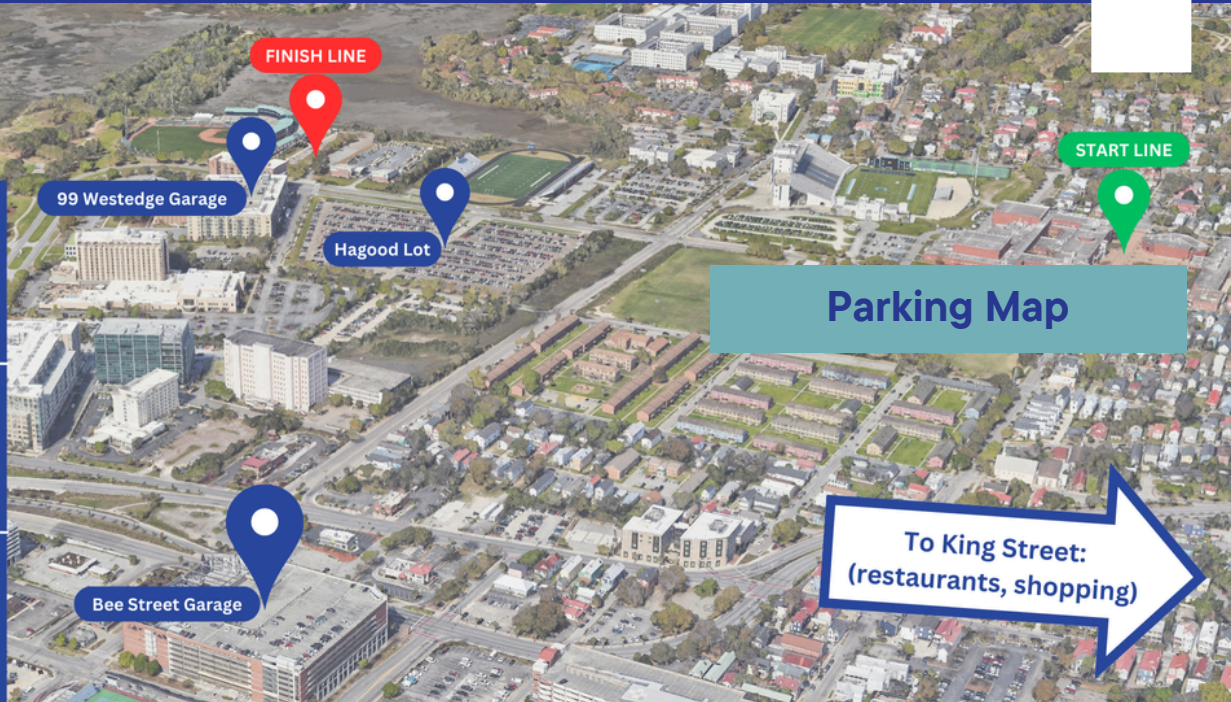 FINISH LINE
START LINE
99 Westedge Garage
Hagood Lot
Parking Map
To King Street:
(restaurants, shopping)
Bee Street Garage